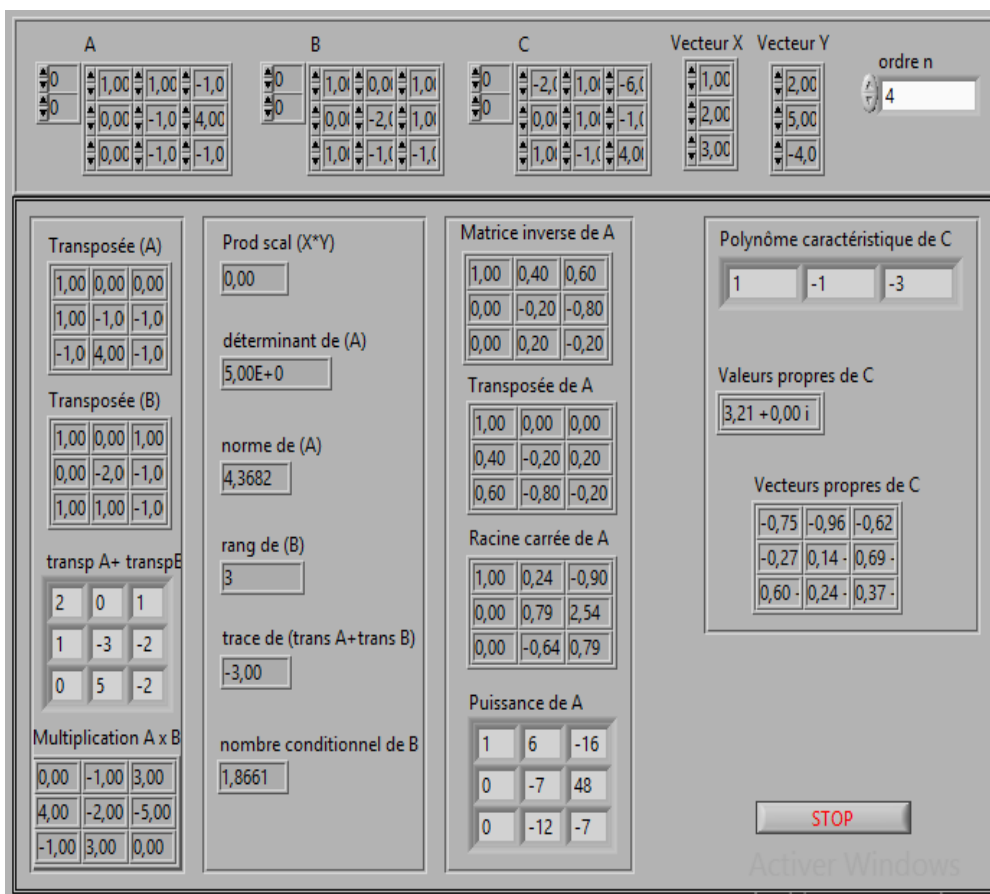 A B C Vecteur X Vecteur Y
ordre n
0 1,00 1,00 -1,0 0 1,0 0,0 1,0 0 -2,( 1,0 -6,( 1,00 2,00 4
0 0,00 -1,0 4,00 0 0,0 -2,( 1,0 0 0,0 1,0 -1,( 2,00 5,00
0,00 -1,0 -1,0 1,0 -1,( -1,( 1,0 -1,( 4,0 3,00 -4,0
Transposée (A)
1,00 0,00 0,00
1,00 -1,0 -1,0
-1,0 4,00 -1,0
Transposée (B)
1,00 0,00 1,00
0,00 -2,0 -1,0
1,00 1,00 -1,0
transp A+ transpB
2 0 1
1 -3 -2
0 5 -2
Multiplication A x B
0,00 -1,00 3,00
4,00 -2,00 -5,00
-1,00 3,00 0,00
Prod scal (X*Y)
0,00
déterminant de (A)
5,00E+0
norme de (A)
4,3682
rang de (B)
3
trace de (trans A+trans B)
-3,00
nombre conditionnel de B
1,8661
Matrice inverse de A
1,00 0,40 0,60
0,00 -0,20 -0,80
0,00 0,20 -0,20
Transposée de A
1,00 0,00 0,00
0,40 -0,20 0,20
0,60 -0,80 -0,20
Racine carrée de A
1,00 0,24 -0,90
0,00 0,79 2,54
0,00 -0,64 0,79
Puissance de A
1 6 -16
0 -7 48
0 -12 -7
Polynôme caractéristique de C
1 -1 -3
Valeurs propres de C
3,21 +0,00 i
Vecteurs propres de C
-0,75 -0,96 -0,62
-0,27 0,14 - 0,69 -
0,60 - 0,24 - 0,37 -
STOP
Activer Windows